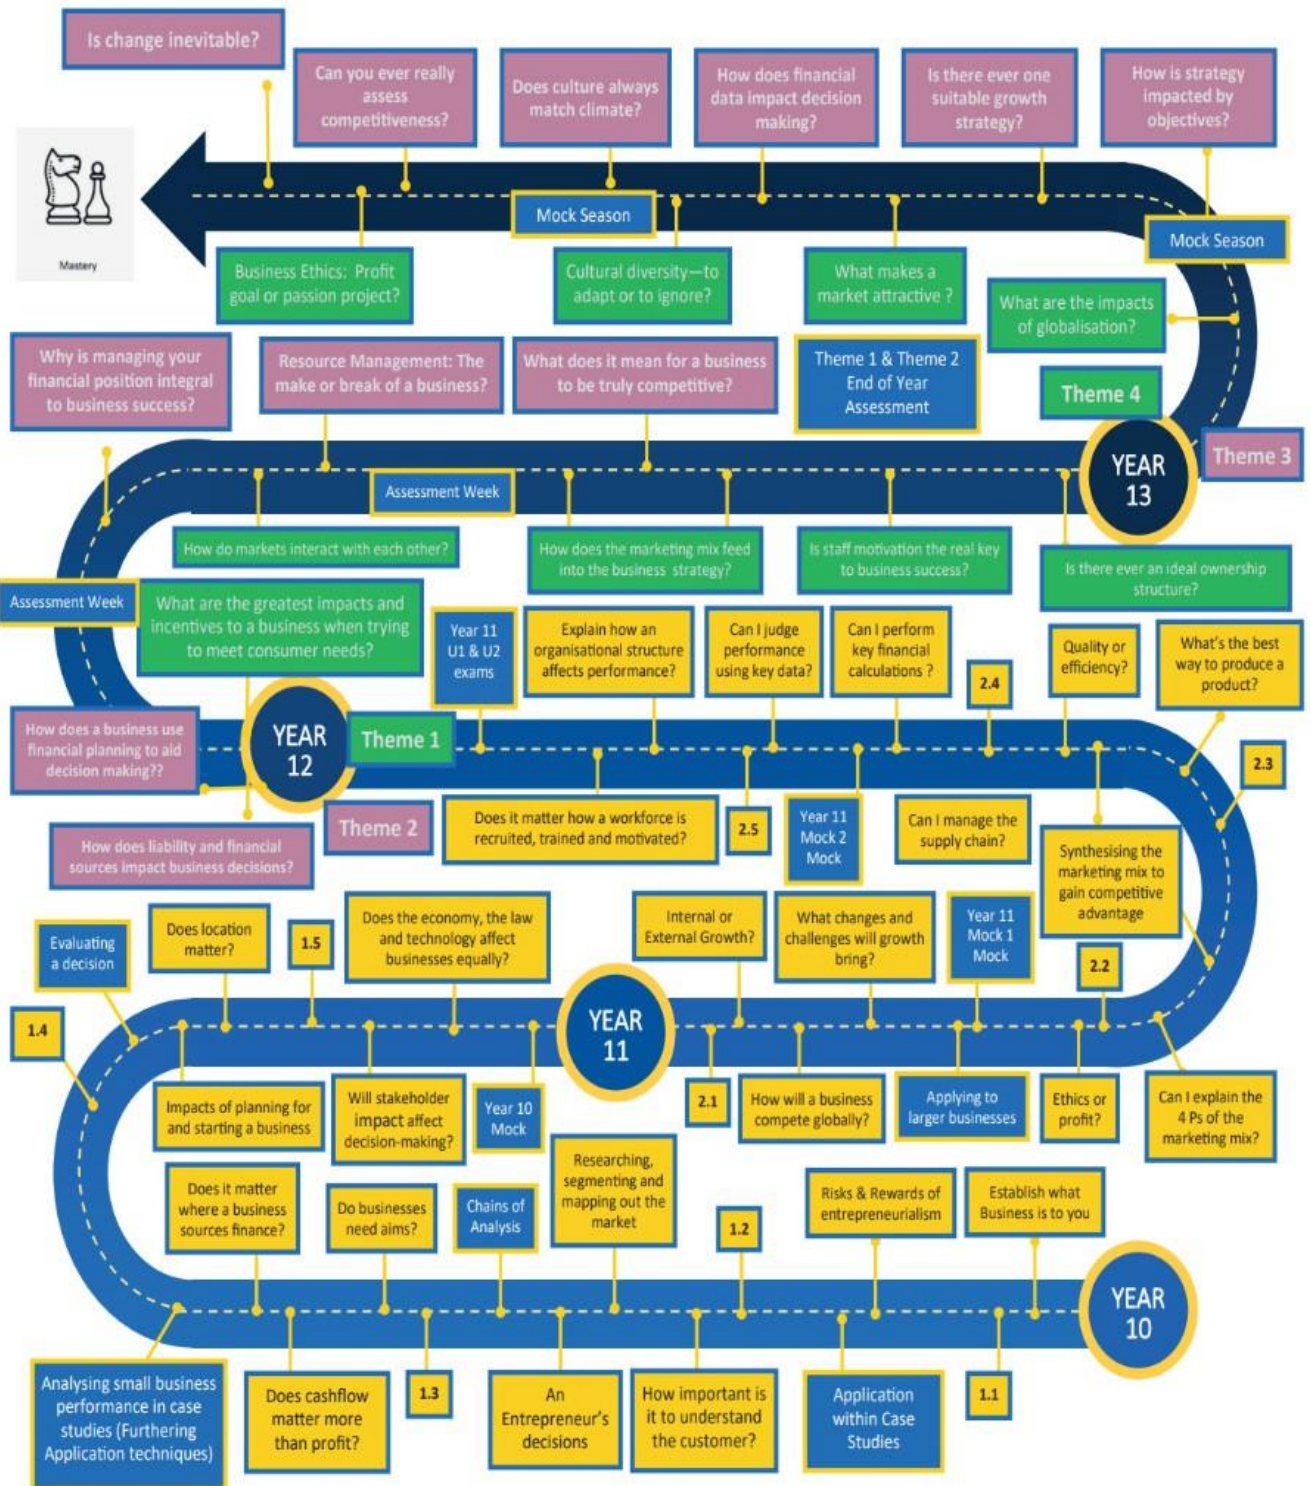 Is change inevitable?
Can you ever really
assess
competitiveness?
Does culture always
match climate?
How does financial
data impact decision
making?
Is there ever one
suitable growth
strategy?
How is strategy
impacted by
objectives?
Mastery
Mock Season
Mock Season
Business Ethics: Profit
goal or passion project?
Cultural diversity—to
adapt or to ignore?
What makes a
market attractive ?
What are the impacts
of globalisation?
Why is managing your
financial position integral
to business success?
Resource Management: The
make or break of a business?
What does it mean for a business
to be truly competitive?
Theme 1 & Theme 2
End of Year
Assessment
Theme 4
YEAR
13
Theme 3
Assessment Week
How do markets interact with each other?
How does the marketing mix feed
into the business strategy?
Is staff motivation the real key
to business success?
Is there ever an ideal ownership
structure?
Assessment Week
What are the greatest impacts and
incentives to a business when trying
to meet consumer needs?
Year 11
U1 & U2
exams
Explain how an
organisational structure
affects performance?
Can I judge
performance
using key data?
Can I perform
key financial
calculations ?
2.4
Quality or
efficiency?
What's the best
way to produce a
product?
How does a business use
financial planning to aid
decision making??
YEAR
12
Theme 1
2.3
Theme 2
How does liability and financial
sources impact business decisions?
Does it matter how a workforce is
recruited, trained and motivated?
2.5
Year 11
Mock 2
Mock
Can I manage the
supply chain?
Synthesising the
marketing mix to
gain competitive
advantage
Evaluating
a decision
Does location
matter?
1.5
Does the economy, the law
and technology affect
businesses equally?
Internal or
External Growth?
What changes and
challenges will growth
bring?
Year 11
Mock 1
Mock
2.2
1.4
YEAR
11
Impacts of planning for
and starting a business
Will stakeholder
impact affect
decision-making?
Year 10
Mock
2.1
How will a business
compete globally?
Applying to
larger businesses
Ethics or
profit?
Can I explain the
4 Ps of the
marketing mix?
Does it matter
where a business
sources finance?
Do businesses
need aims?
Chains of
Analysis
Researching,
segmenting and
mapping out the
market
1.2
Risks & Rewards of
entrepreneurialism
Establish what
Business is to you
YEAR
10
Analysing small business
performance in case
studies (Furthering
Application techniques)
Does cashflow
matter more
than profit?
1.3
An
Entrepreneur's
decisions
How important is
it to understand
the customer?
Application
within Case
Studies
1.1